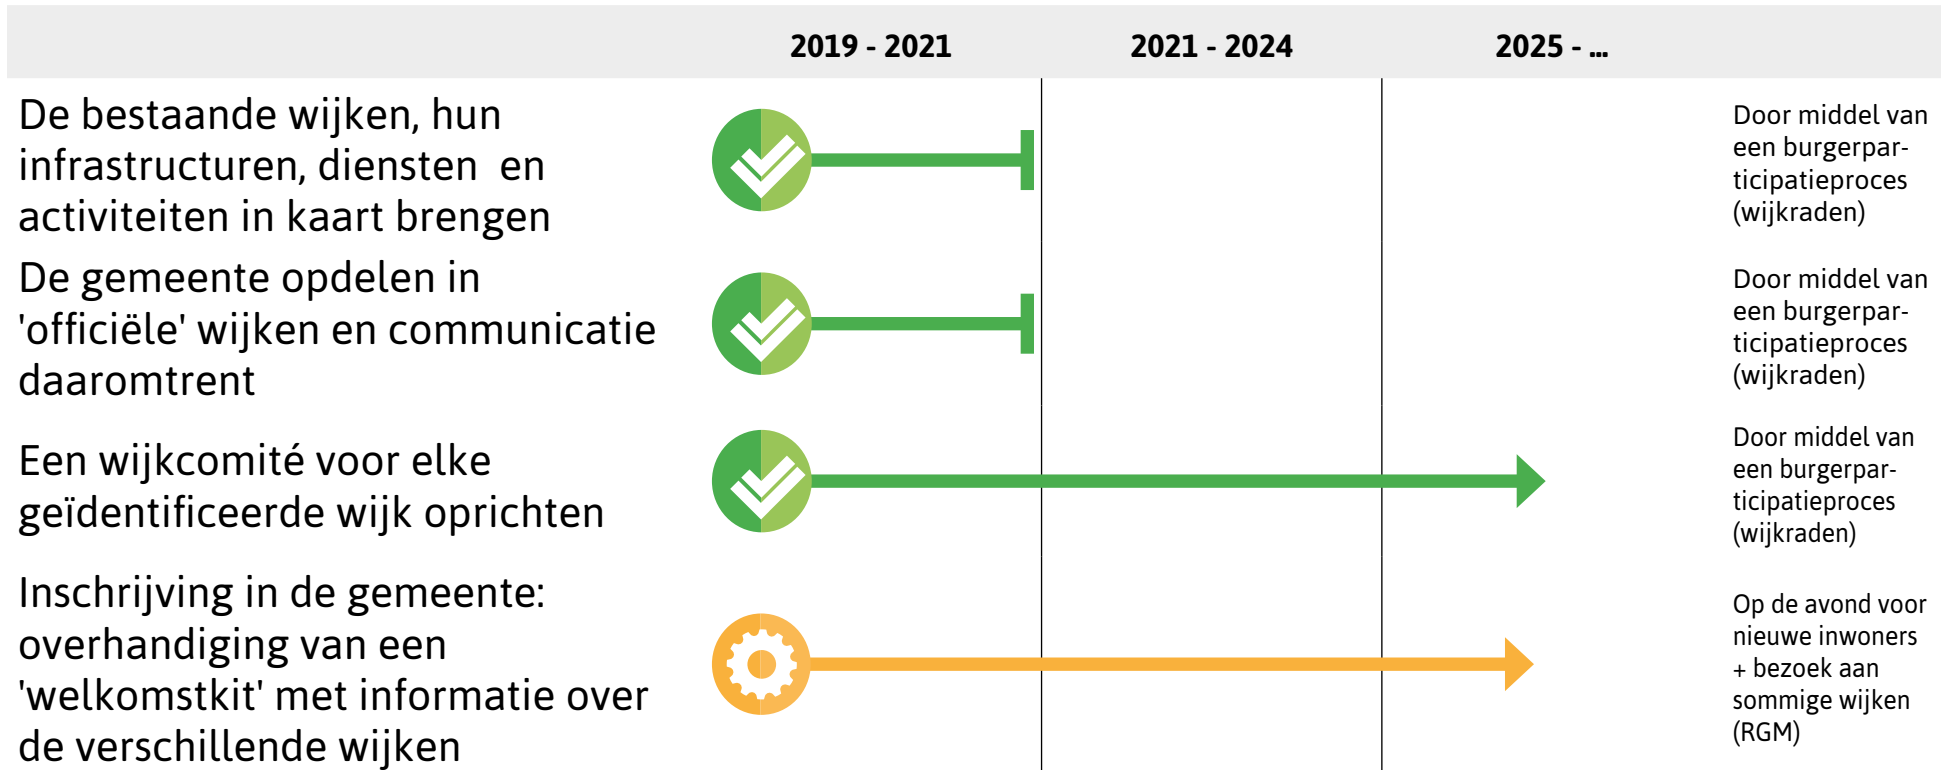 2019 - 2021
2021 - 2024
2025 - ...
De bestaande wijken, hun
infrastructuren, diensten en
activiteiten in kaart brengen
Door middel van
een burgerpar-
ticipatieproces
(wijkraden)
De gemeente opdelen in
'officiële' wijken en communicatie
daaromtrent
Door middel van
een burgerpar-
ticipatieproces
(wijkraden)
Een wijkcomité voor elke
geïdentificeerde wijk oprichten
Door middel van
een burgerpar-
ticipatieproces
(wijkraden)
Inschrijving in de gemeente:
overhandiging van een
'welkomstkit' met informatie over
de verschillende wijken
Op de avond voor
nieuwe inwoners
+ bezoek aan
sommige wijken
(RGM)